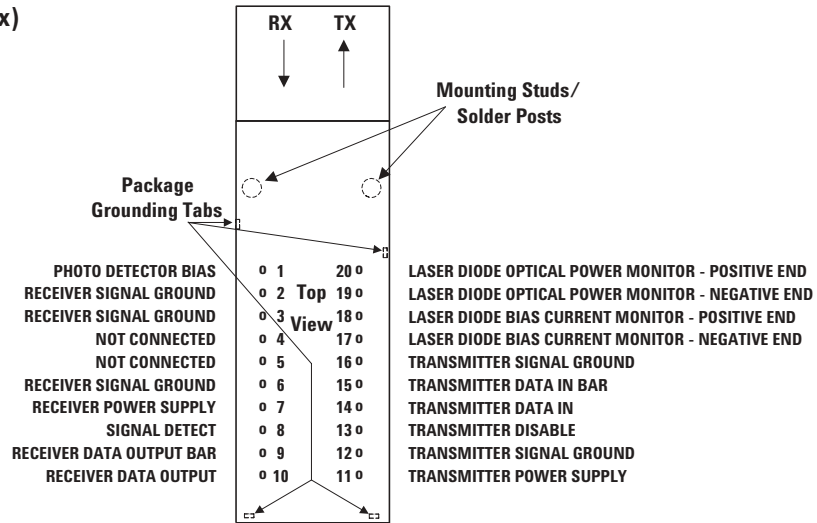 x)
RX TX
Mounting Studs/
Solder Posts
Package
Grounding Tabs
PHOTO DETECTOR BIAS o 1 20 o LASER DIODE OPTICAL POWER MONITOR - POSITIVE END
RECEIVER SIGNAL GROUND o 2 Top 19 o LASER DIODE OPTICAL POWER MONITOR - NEGATIVE END
RECEIVER SIGNAL GROUND o 3 View 18 o LASER DIODE BIAS CURRENT MONITOR - POSITIVE END
NOT CONNECTED o 4 17 o LASER DIODE BIAS CURRENT MONITOR - NEGATIVE END
NOT CONNECTED o 5 16 o TRANSMITTER SIGNAL GROUND
RECEIVER SIGNAL GROUND o 6 15 o TRANSMITTER DATA IN BAR
RECEIVER POWER SUPPLY o 7 14 o TRANSMITTER DATA IN
SIGNAL DETECT o 8 13 o TRANSMITTER DISABLE
RECEIVER DATA OUTPUT BAR o 9 12 o TRANSMITTER SIGNAL GROUND
RECEIVER DATA OUTPUT o 10 11 o TRANSMITTER POWER SUPPLY